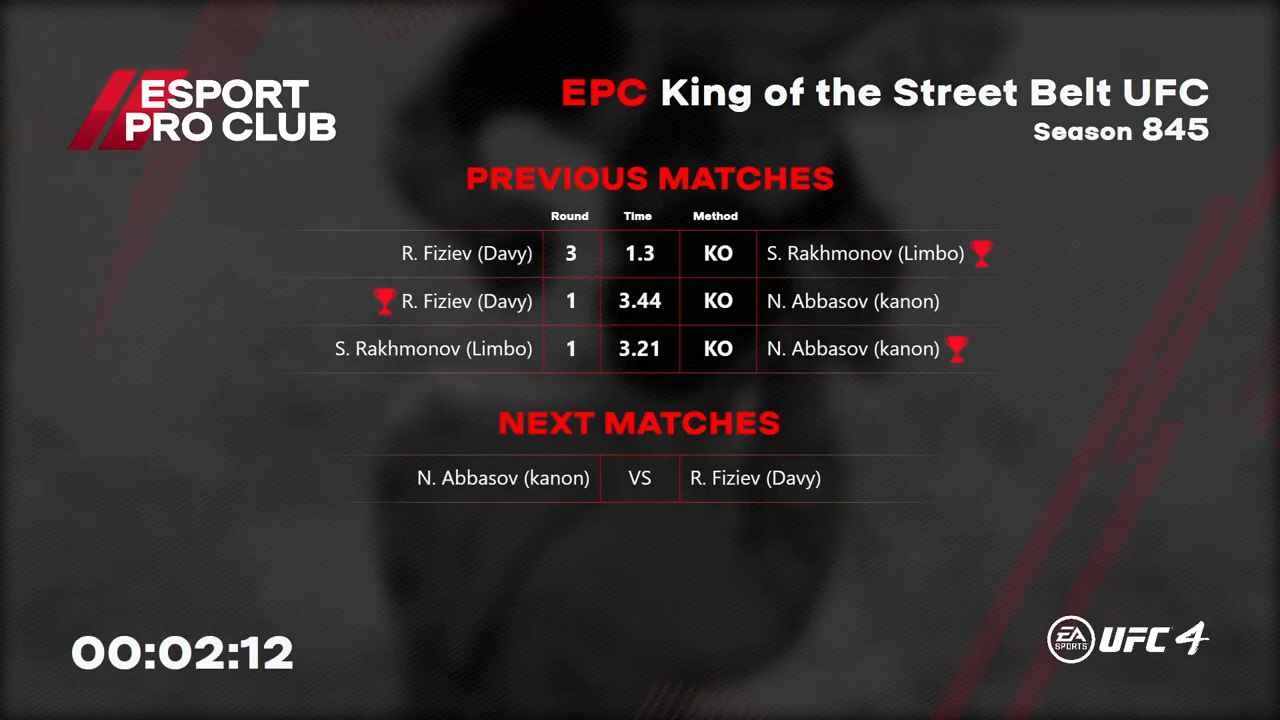 ESPORT
PRO CLUB
EPC King of the Street Belt UFC
Season 845
PREVIOUS MATCHES
Round Time Method
R. Fiziev (Davy) 3 1.3 KO S. Rakhmonov (Limbo)
R. Fiziev (Davy) 1 3.44 KO N. Abbasov (kanon)
S. Rakhmonov (Limbo) 1 3.21 KO N. Abbasov (kanon)
NEXT MATCHES
N. Abbasov (kanon) VS R. Fiziev (Davy)
00:02:12
EA SPORTS UFC 4